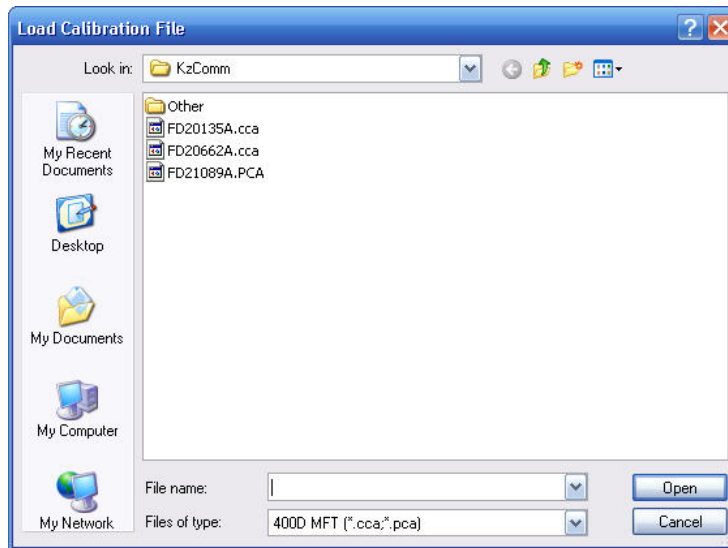 Load Calibration File
Look in: KzComm
My Recent Documents
Desktop
My Documents
My Computer
My Network
Other
FD20135A.cca
FD20662A.cca
FD21089A.PCA
File name: Open
Files of type: 400D MFT (*.cca;*.pca) Cancel